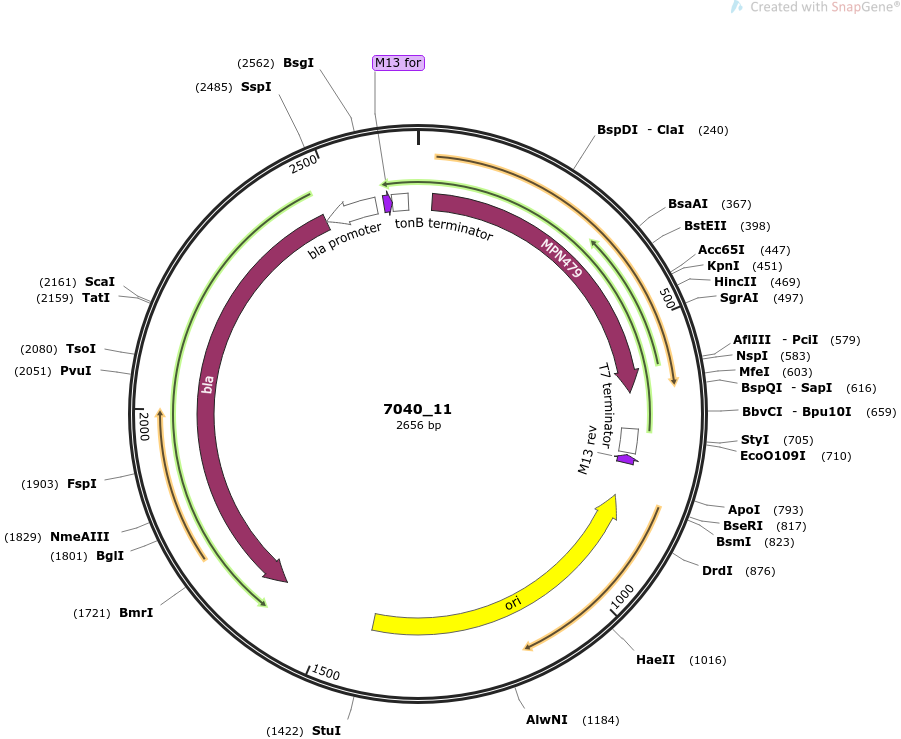 Created with SnapGene®
(2562) BsgI
M13 for
(2485) SspI
BspDI - ClaI (240)
2500
bla promoter
tonB terminator
MPN479
BsaAI (367)
BstEII (398)
Acc65I (447)
KpnI (451)
HincII (469)
SgrAI (497)
500
(2161) ScaI
(2159) TatI
(2080) TsoI
(2051) PvuI
AflIII - PciI (579)
NspI (583)
MfeI (603)
BspQI - SapI (616)
BbvCI - Bpu10I (659)
StyI (705)
EcoO109I (710)
bla
T7 terminator
M13 rev
7040_11
2656 bp
2000
(1903) FspI
(1829) NmeAIII
(1801) BglI
(1721) BmrI
ApoI (793)
BseRI (817)
BsmI (823)
DrdI (876)
ori
1000
HaeII (1016)
1500
AlwNI (1184)
(1422) StuI